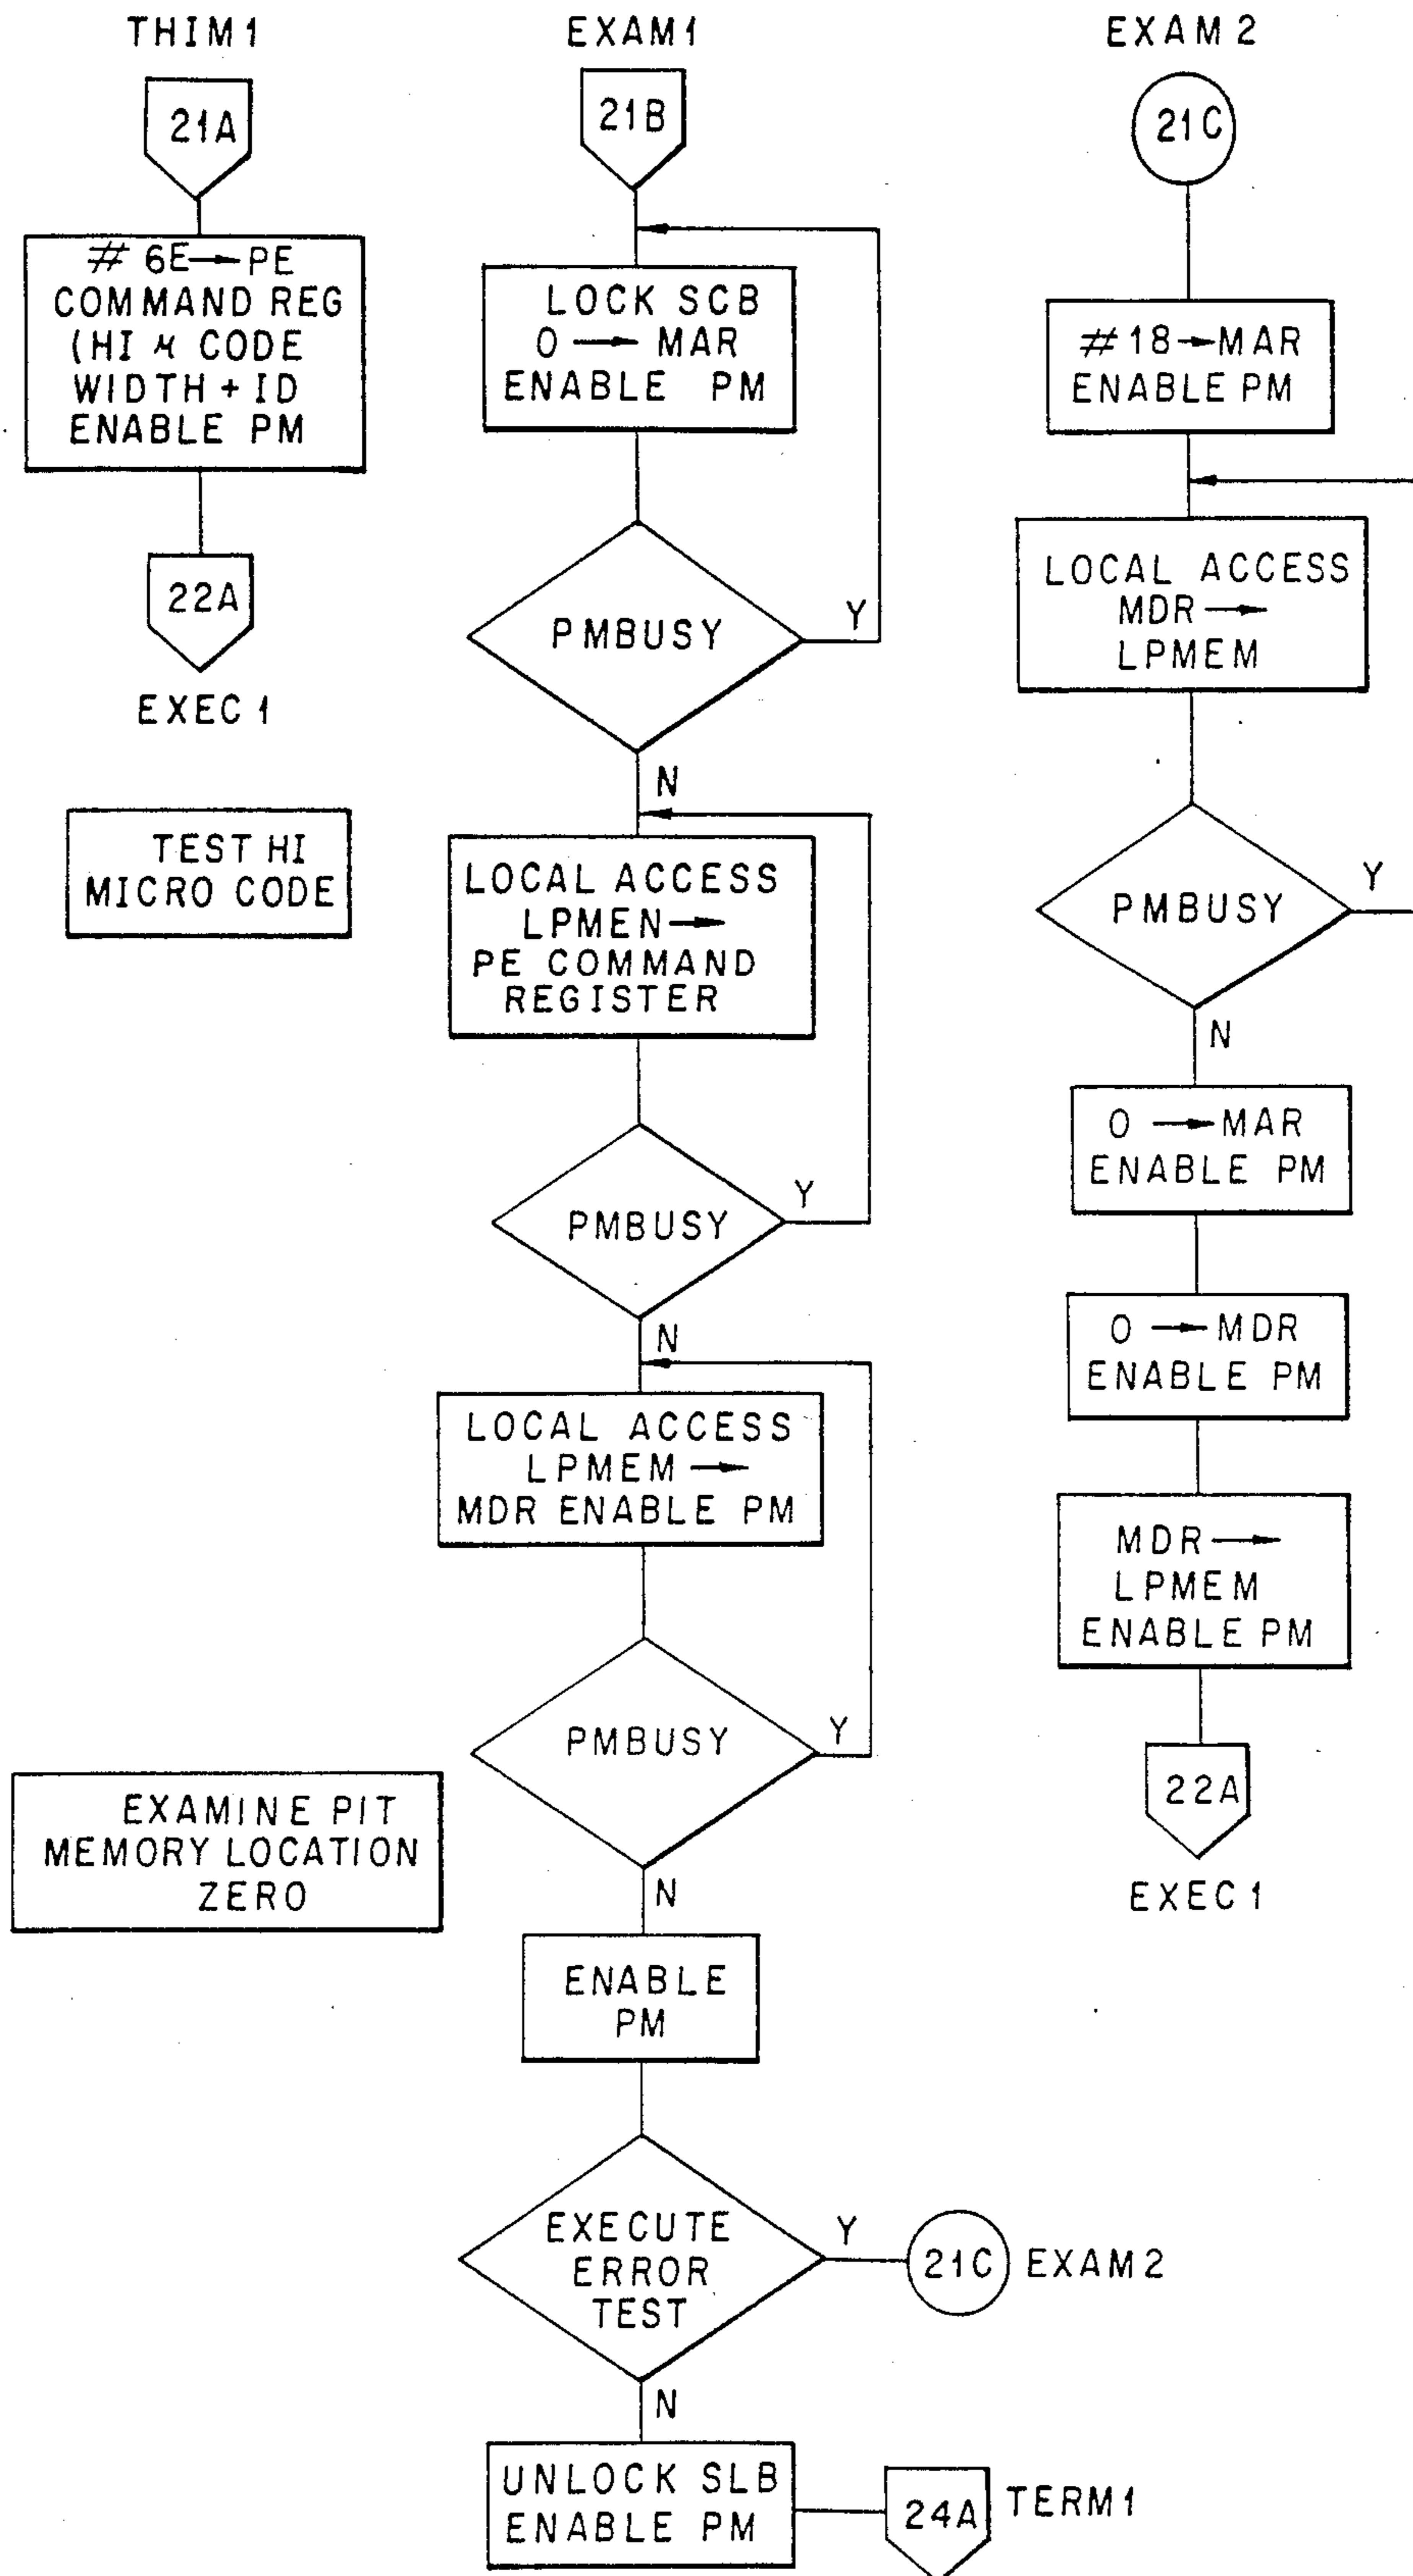 THIM1
21A
# 6E→PE
COMMAND REG
(HI μ CODE
WIDTH + ID
ENABLE PM
22A
EXEC 1
TEST HI
MICRO CODE
EXAMINE PIT
MEMORY LOCATION
ZERO
EXAM1
21B
LOCK SCB
0 → MAR
ENABLE PM
PMBUSY
Y
N
LOCAL ACCESS
LPMEN→
PE COMMAND
REGISTER
PMBUSY
Y
N
LOCAL ACCESS
LPMEM →
MDR ENABLE PM
PMBUSY
Y
N
ENABLE
PM
EXECUTE
ERROR
TEST
Y
21C EXAM2
N
UNLOCK SLB
ENABLE PM
24A TERM1
EXAM 2
21C
#18→MAR
ENABLE PM
LOCAL ACCESS
MDR→
LPMEM
PMBUSY
Y
N
0 → MAR
ENABLE PM
0 → MDR
ENABLE PM
MDR→
LPMEM
ENABLE PM
22A
EXEC 1